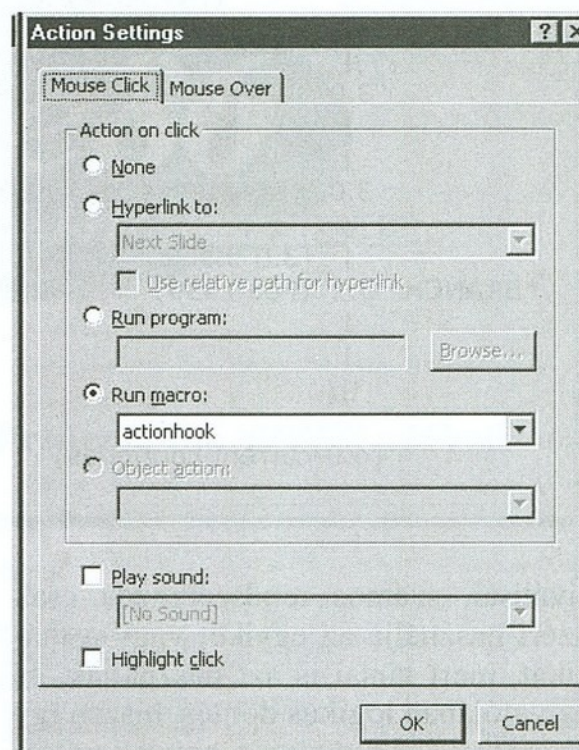 Action Settings
Mouse Click Mouse Over
Action on click
None
Hyperlink to:
Next Slide
Use relative path for hyperlink
Run program:
Browse...
Run macro:
actionhook
Object action:
Play sound:
[No Sound]
Highlight click
OK Cancel